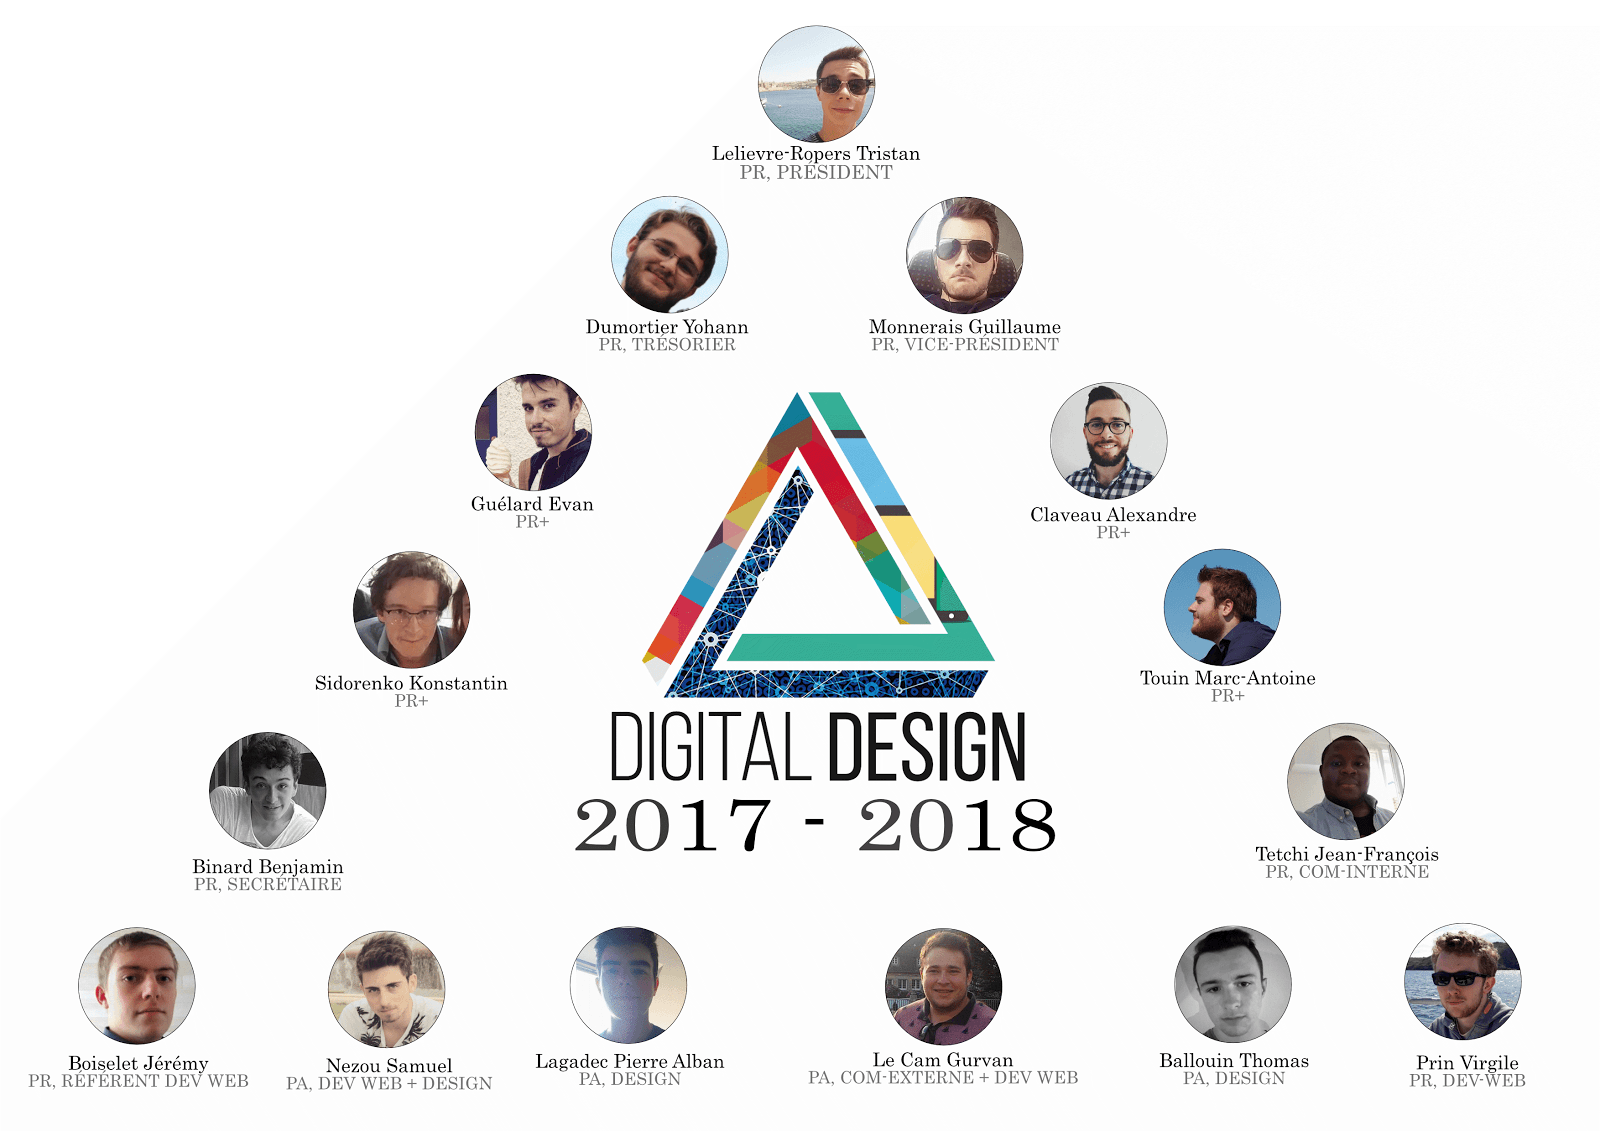 Lelievre-Ropers Tristan
PR, PRÉSIDENT
Dumortier Yohann
PR, TRÉSORIER
Monnerais Guillaume
PR, VICE-PRÉSIDENT
Guélard Evan
PR+
Claveau Alexandre
PR+
Sidorenko Konstantin
PR+
Touin Marc-Antoine
PR+
DIGITAL DESIGN
2017 - 2018
Binard Benjamin
PR, SECRÉTAIRE
Tetchi Jean-François
PR, COM-INTERNE
Boiselet Jérémy
PR, RÉFÉRENT DEV WEB
Nezou Samuel
PA, DEV WEB + DESIGN
Lagadec Pierre Alban
PA, DESIGN
Le Cam Gurvan
PA, COM-EXTERNE + DEV WEB
Ballouin Thomas
PA, DESIGN
Prin Virgile
PR, DEV-WEB